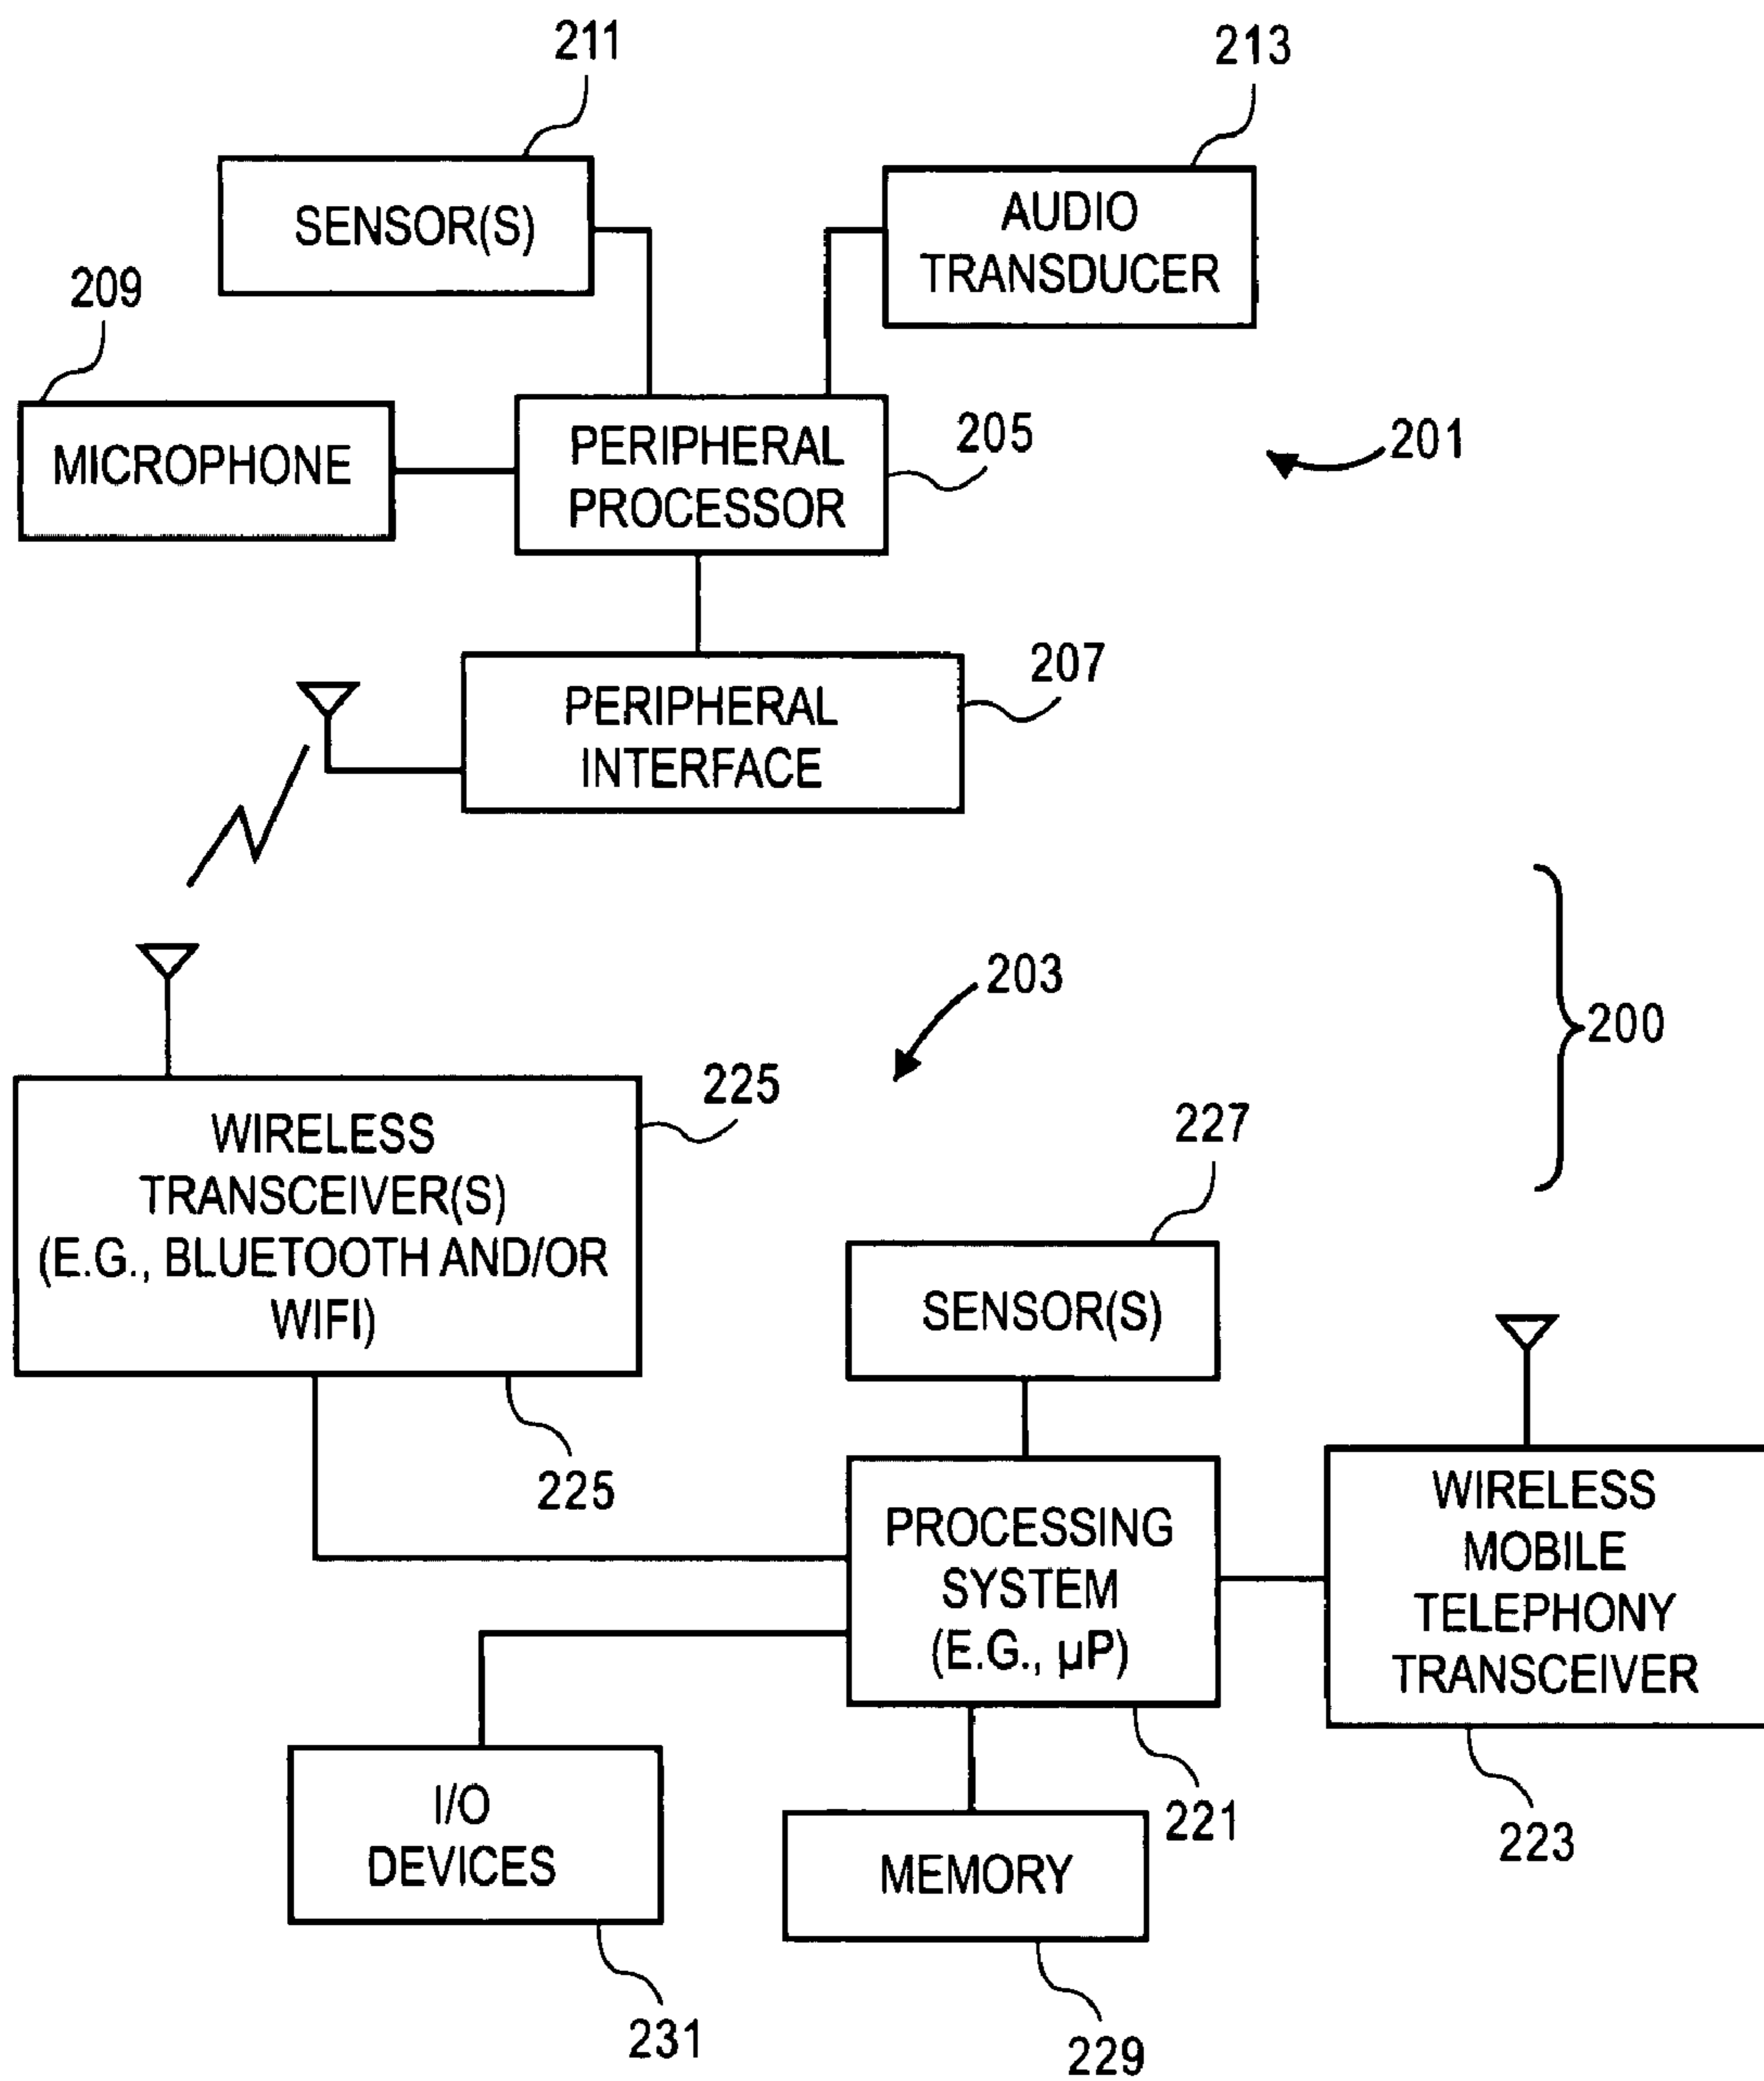 211
213
SENSOR(S)
AUDIO
TRANSDUCER
209
MICROPHONE
PERIPHERAL
PROCESSOR
205
201
207
PERIPHERAL
INTERFACE
203
200
225
WIRELESS
TRANSCEIVER(S)
(E.G., BLUETOOTH AND/OR
WIFI)
227
SENSOR(S)
225
PROCESSING
SYSTEM
(E.G., µP)
WIRELESS
MOBILE
TELEPHONY
TRANSCEIVER
I/O
DEVICES
221
223
MEMORY
231
229